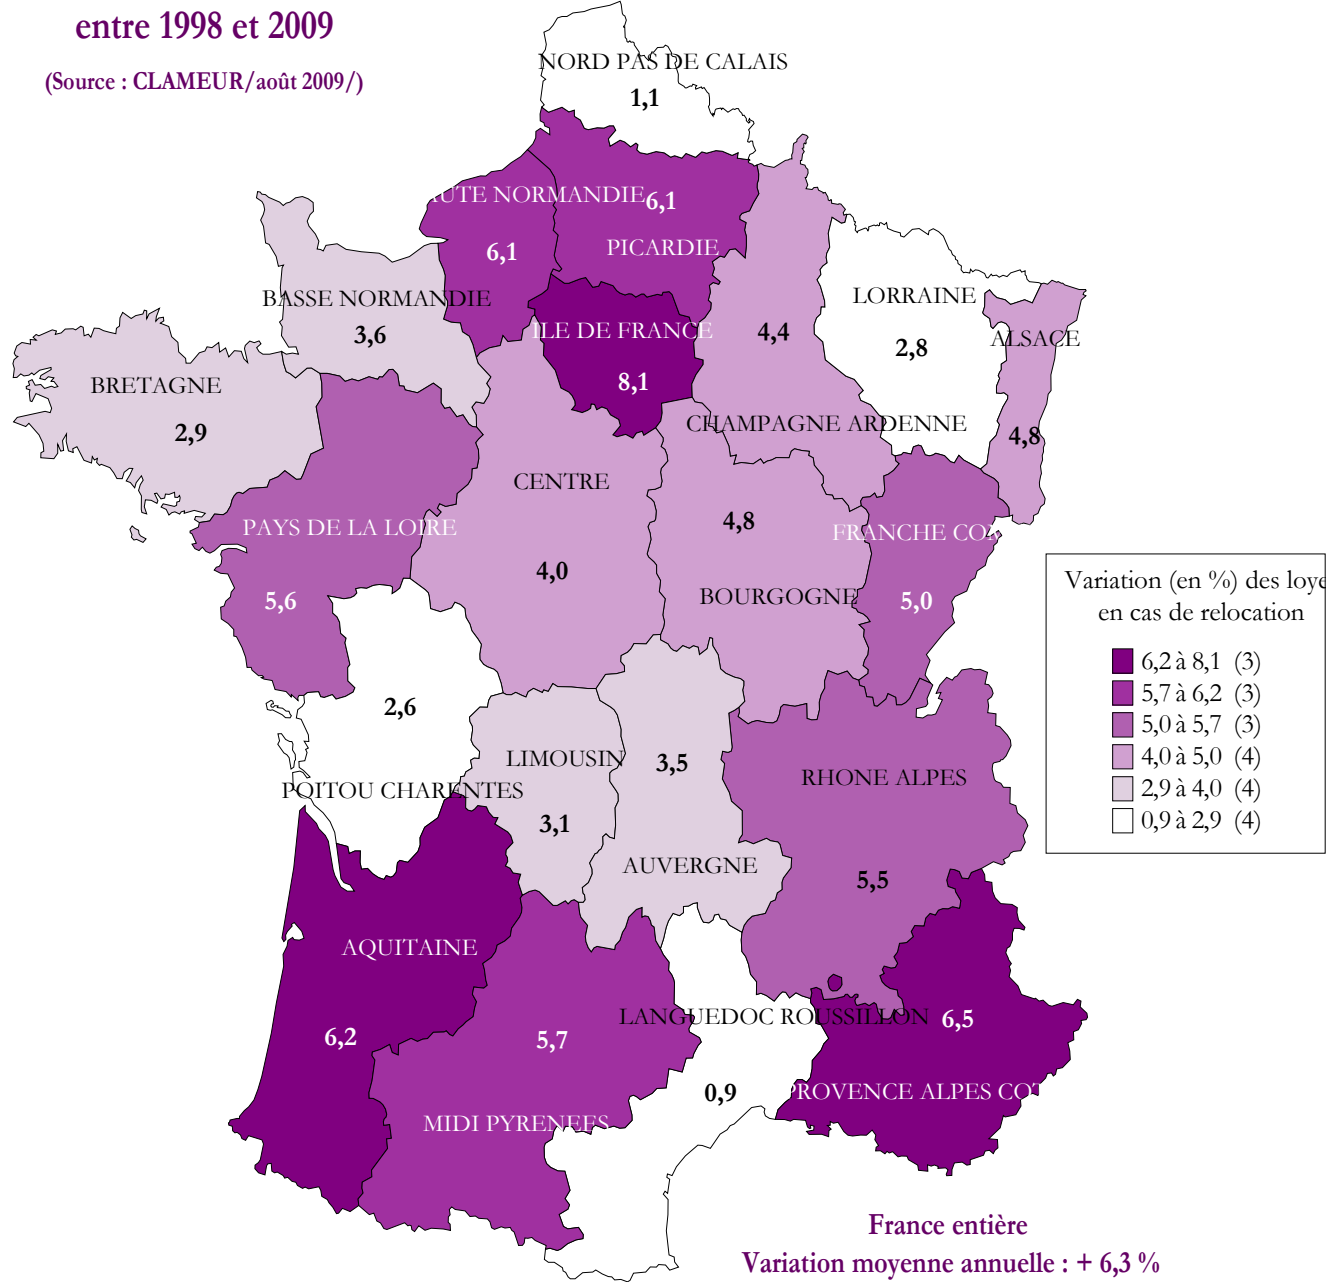 entre 1998 et 2009
(Source : CLAMEUR/août 2009/)
NORD PAS DE CALAIS
1,1
AUTE NORMANDIE
6,1
6,1
PICARDIE
BASSE NORMANDIE
3,6
ILE DE FRANCE
8,1
4,4
CHAMPAGNE ARDENNE
LORRAINE
2,8
ALSACE
4,8
BRETAGNE
2,9
CENTRE
4,0
PAYS DE LA LOIRE
5,6
4,8
BOURGOGNE
FRANCHE COM
5,0
2,6
POITOU CHARENTES
LIMOUSIN
3,1
3,5
AUVERGNE
RHONE ALPES
5,5
AQUITAINE
6,2
5,7
MIDI PYRENEES
LANGUEDOC ROUSSILLON
0,9
6,5
PROVENCE ALPES COT
Variation (en %) des loye
en cas de relocation
6,2 à 8,1 (3)
5,7 à 6,2 (3)
5,0 à 5,7 (3)
4,0 à 5,0 (4)
2,9 à 4,0 (4)
0,9 à 2,9 (4)
France entière
Variation moyenne annuelle : + 6,3 %